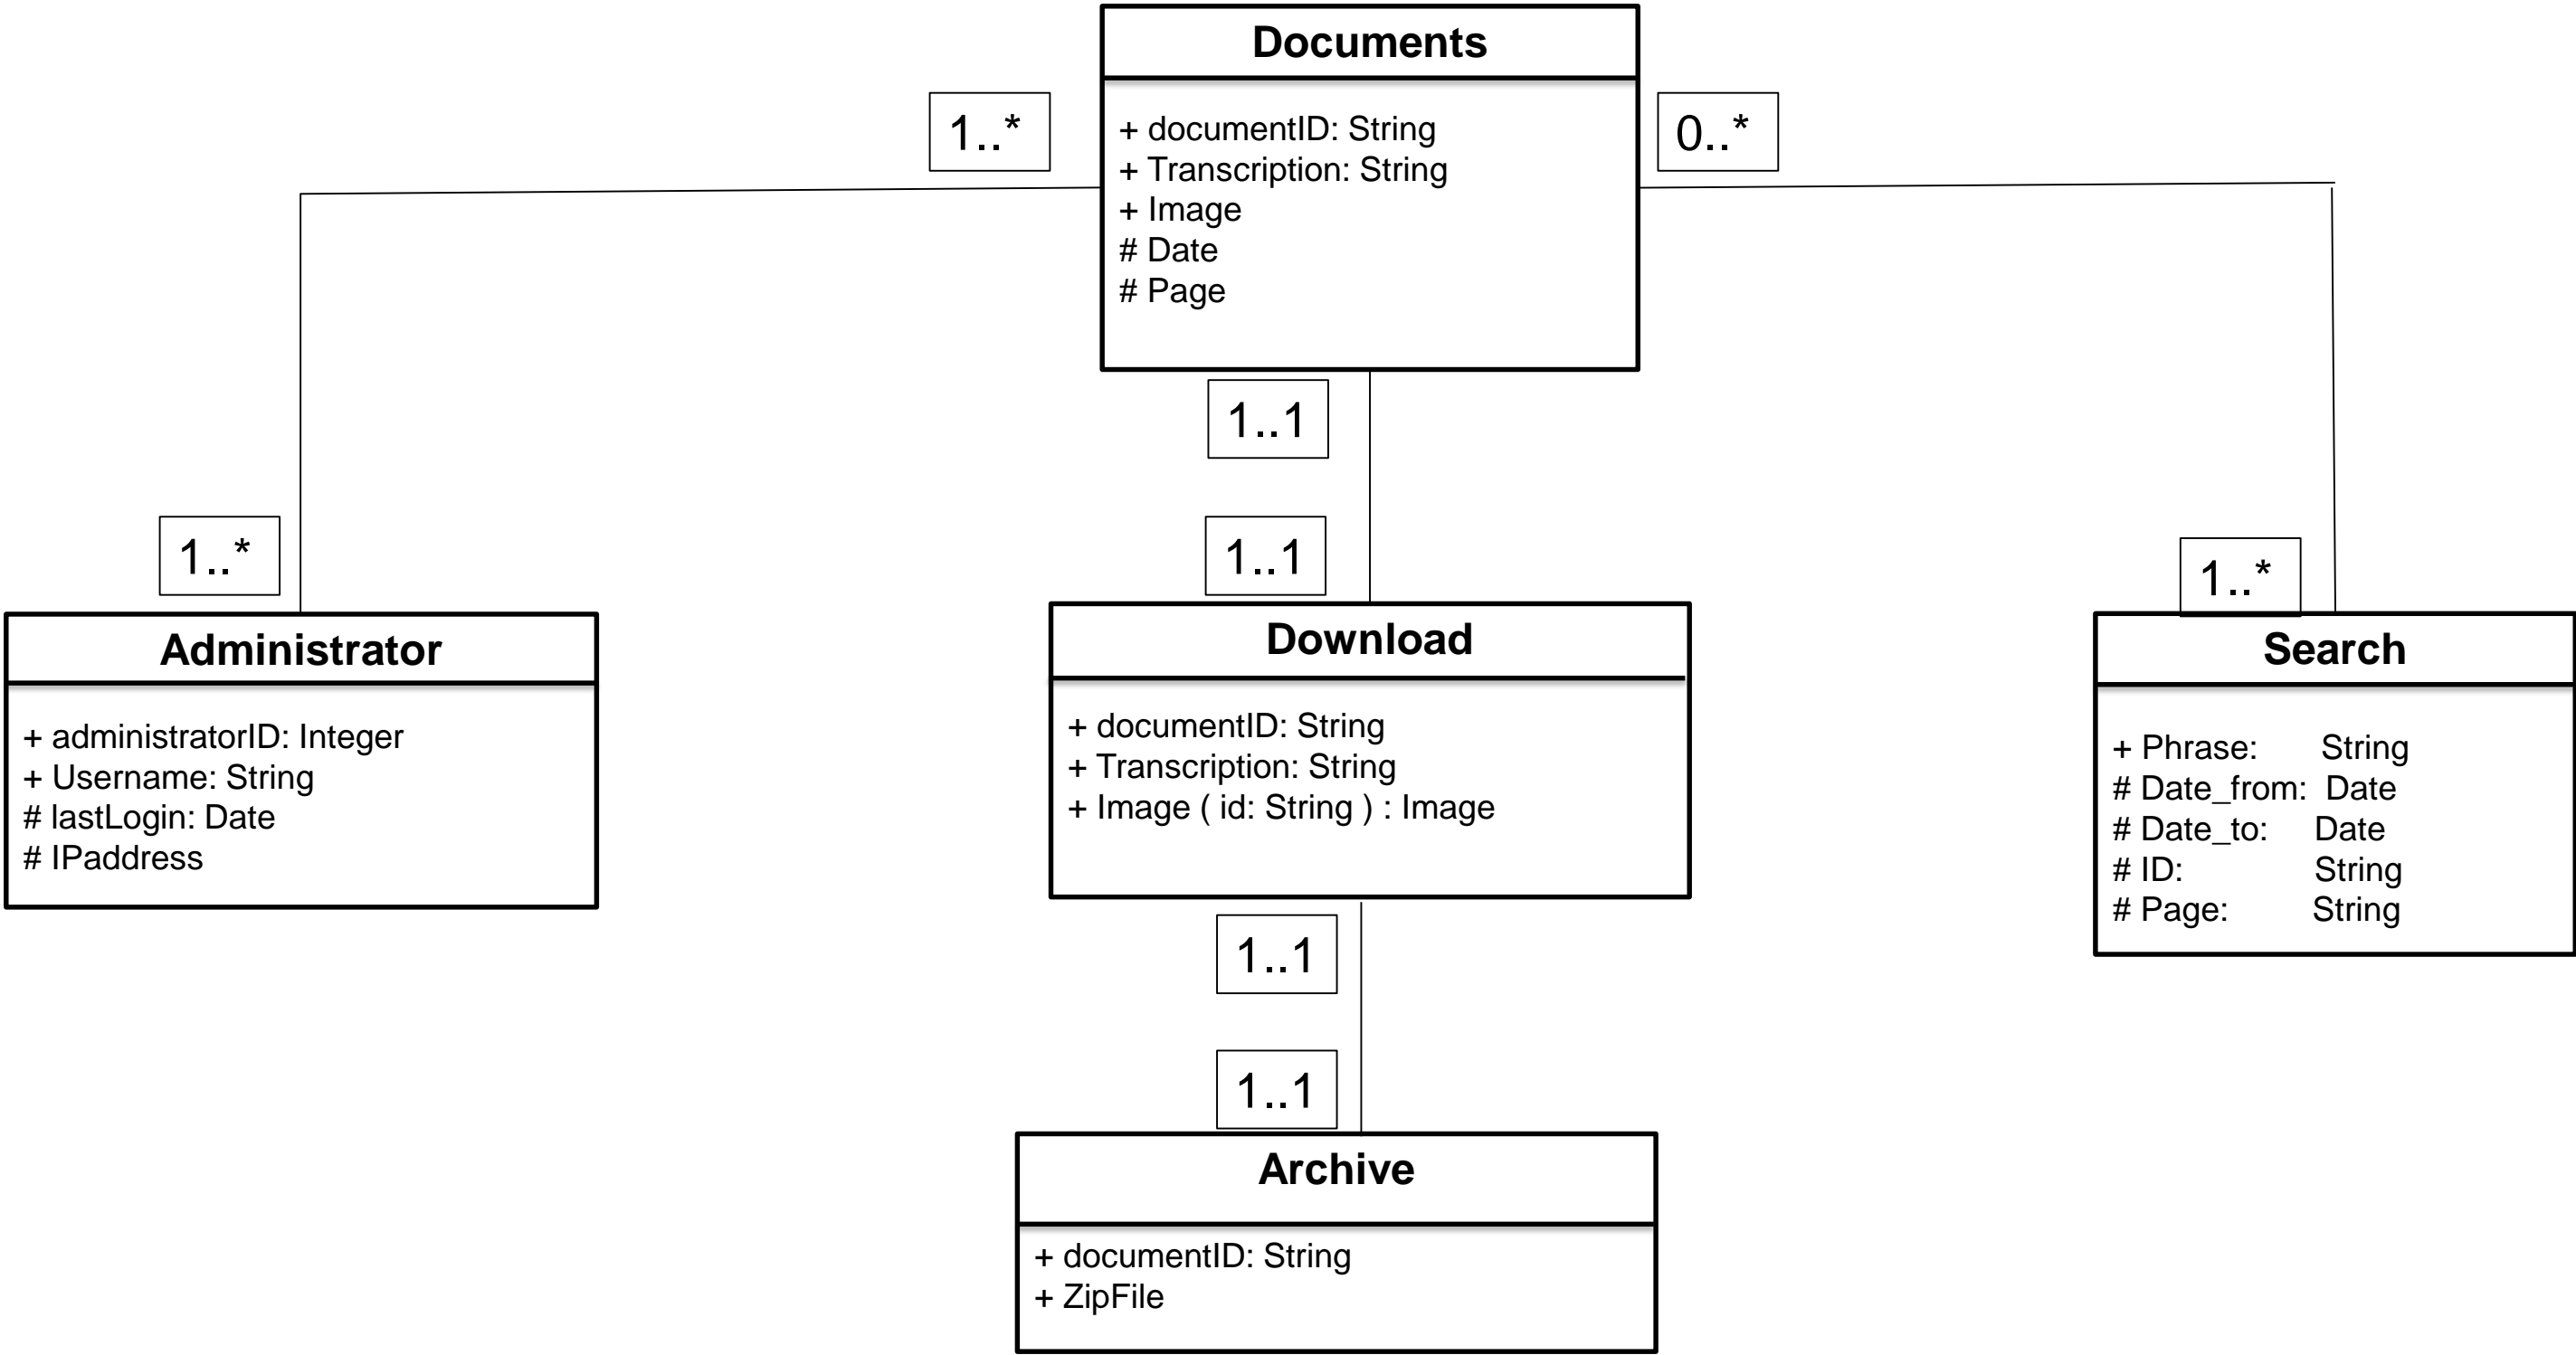 Documents
+ documentID: String
+ Transcription: String
+ Image
# Date
# Page
1..*
0..*
1..1
1..*
1..1
1..*
Administrator
+ administratorID: Integer
+ Username: String
# lastLogin: Date
# IPaddress
Download
+ documentID: String
+ Transcription: String
+ Image ( id: String ) : Image
Search
+ Phrase: String
# Date_from: Date
# Date_to: Date
# ID: String
# Page: String
1..1
1..1
Archive
+ documentID: String
+ ZipFile